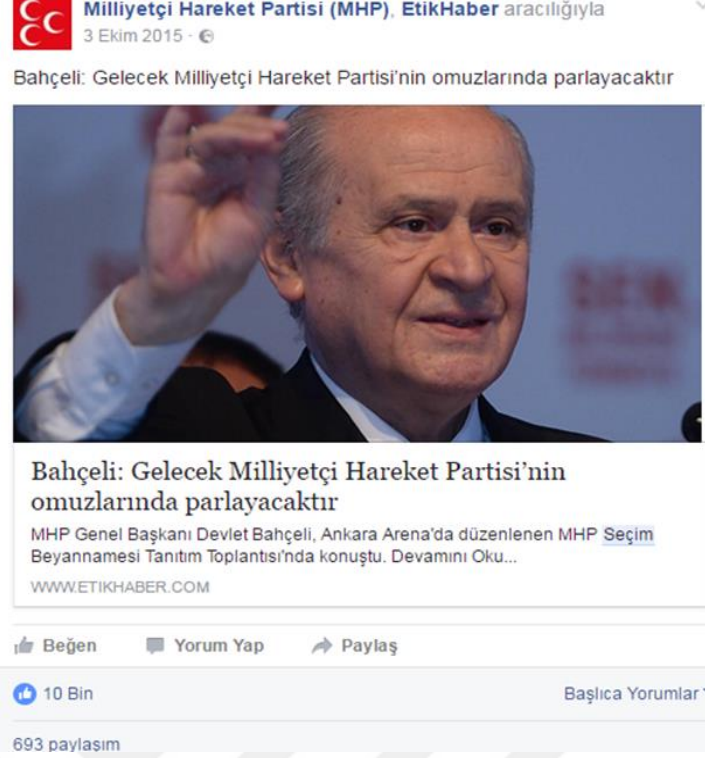 Milliyetçi Hareket Partisi (MHP), EtikHaber aracılığıyla
3 Ekim 2015 ·
Bahçeli: Gelecek Milliyetçi Hareket Partisi'nin omuzlarında parlayacaktır
SEN
Bahçeli: Gelecek Milliyetçi Hareket Partisi’nin
omuzlarında parlayacaktır
MHP Genel Başkanı Devlet Bahçeli, Ankara Arena'da düzenlenen MHP Seçim
Beyannamesi Tanıtım Toplantısı'nda konuştu. Devamını Oku...
WWW.ETIKHABER.COM
Beğen Yorum Yap Paylaş
10 Bin Başlıca Yorumlar
693 paylaşım